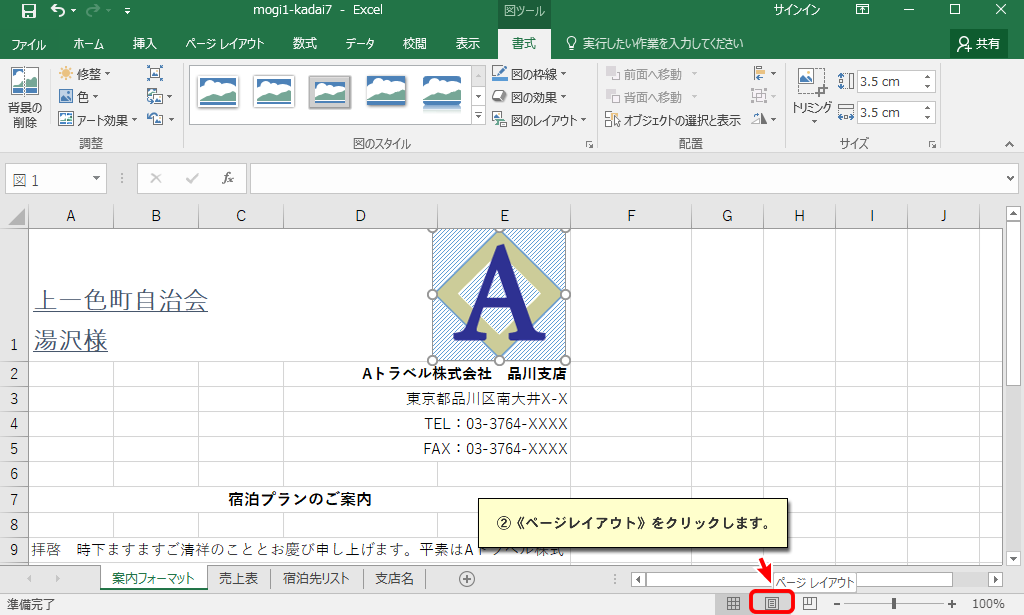 mogi1-kadai7 - Excel
図ツール
サインイン
ファイル ホーム 挿入 ページ レイアウト 数式 データ 校閲 表示 書式 実行したい作業を入力してください 共有
背景の
削除
修整
色
アート効果
調整
図の枠線
図の効果
図のレイアウト
図のスタイル
前面へ移動
背面へ移動
オブジェクトの選択と表示
配置
トリミング
3.5 cm
3.5 cm
サイズ
図 1
fx
A B C D E F G H I J
A
上一色町自治会
1 湯沢様
2 Aトラベル株式会社 品川支店
3 東京都品川区南大井X-X
4 TEL：03-3764-XXXX
5 FAX：03-3764-XXXX
6
7 宿泊プランのご案内
8
②《ページレイアウト》をクリックします。
9 拝啓 時下ますますご清祥のこととお慶び申し上げます。平素はAトラベル株式
案内フォーマット 売上表 宿泊先リスト 支店名
ページ レイアウト
準備完了
100%